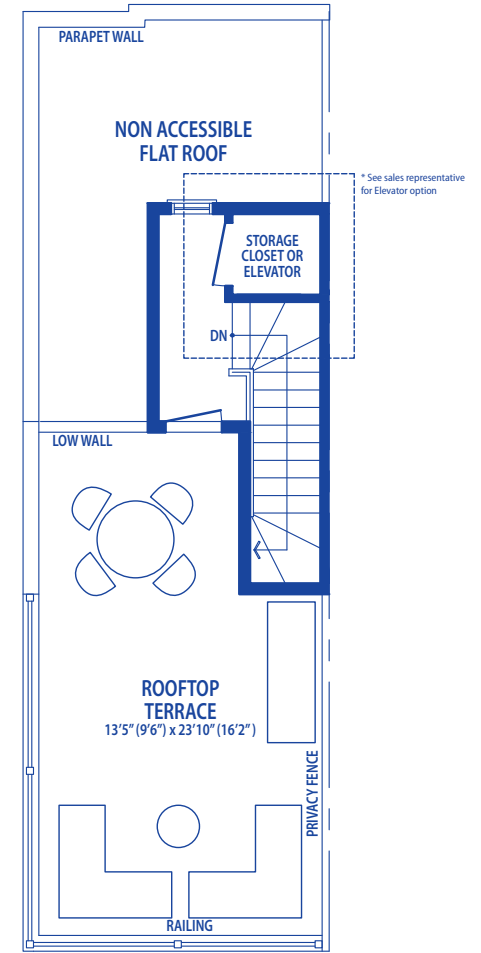 PARAPET WALL
NON ACCESSIBLE
FLAT ROOF
* See sales representative
for Elevator option
STORAGE
CLOSET OR
ELEVATOR
DN
LOW WALL
ROOFTOP
TERRACE
13'5" (9'6") x 23'10" (16'2")
PRIVACY FENCE
RAILING